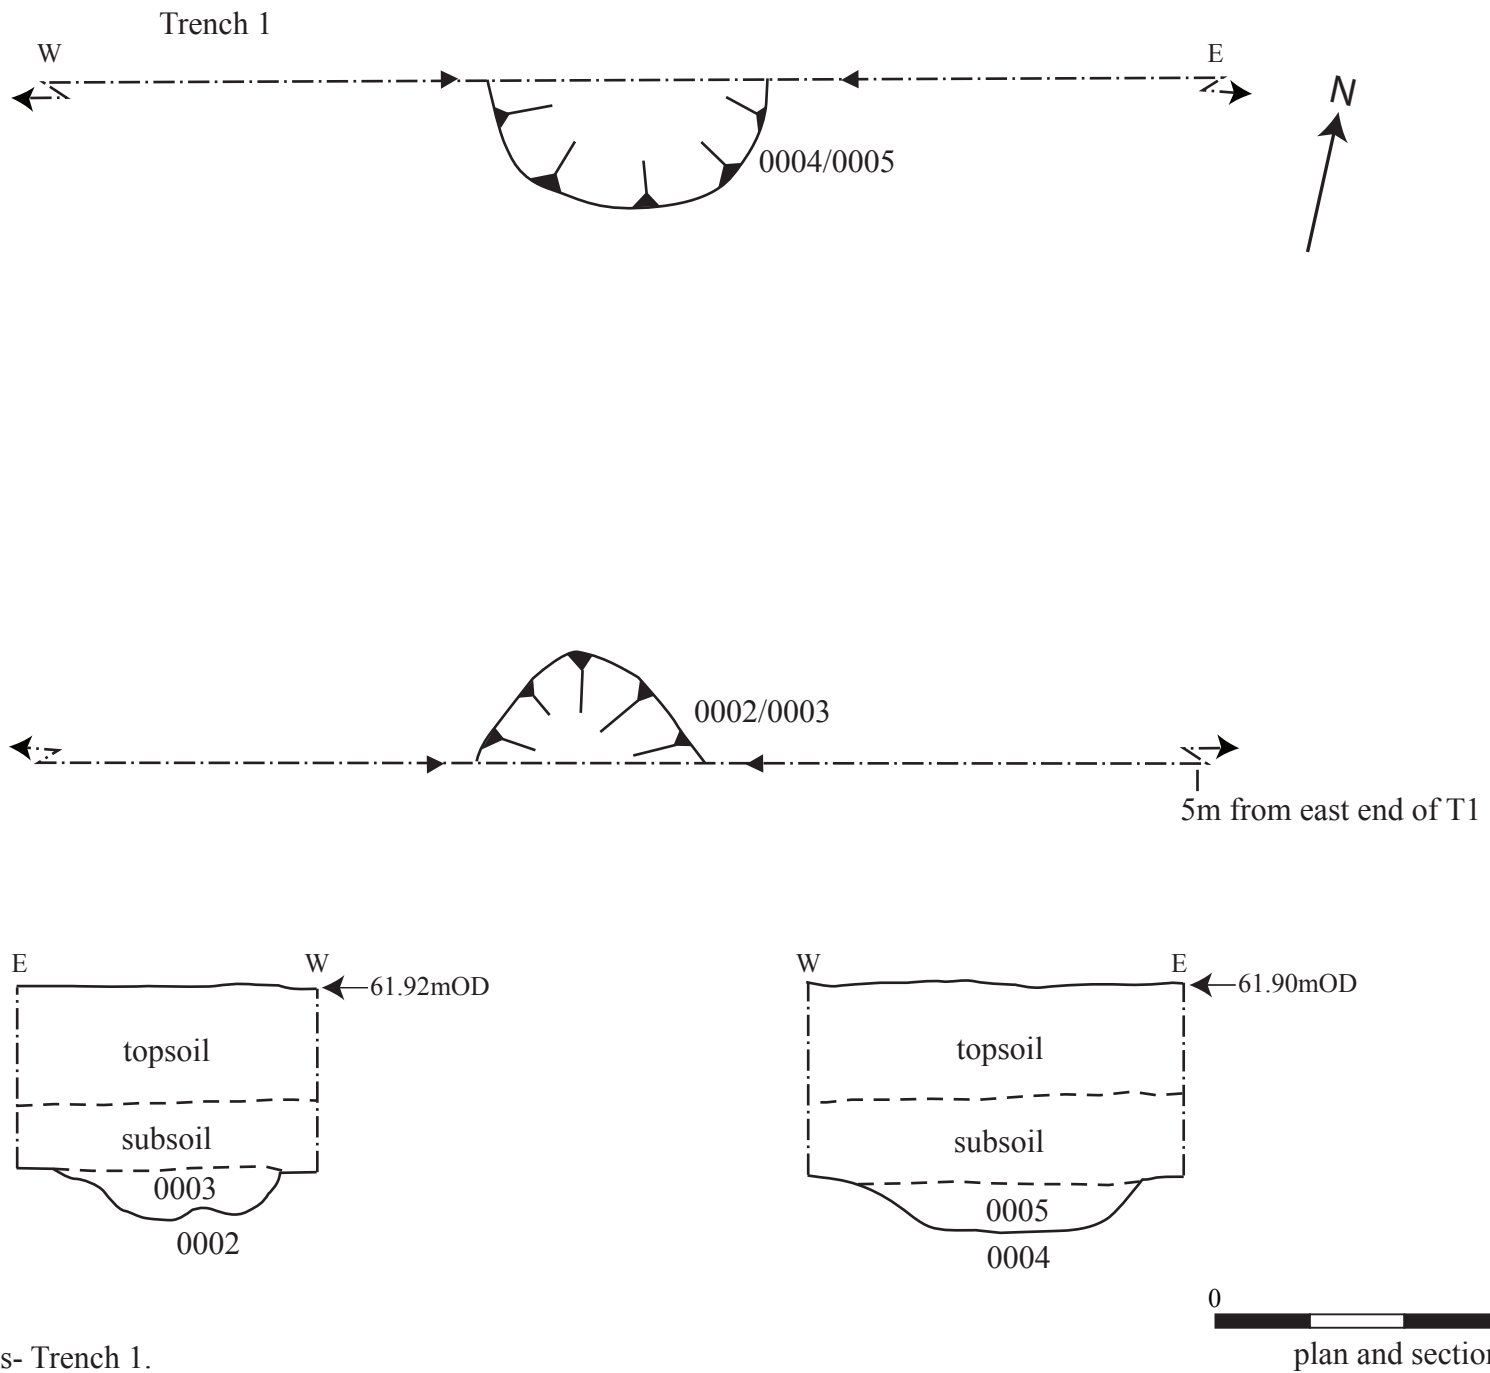 Trench 1
W
E
N
0004/0005
0002/0003
5m from east end of T1
E
W
61.92mOD
topsoil
subsoil
0003
0002
W
E
61.90mOD
topsoil
subsoil
0005
0004
0
plan and section
s- Trench 1.